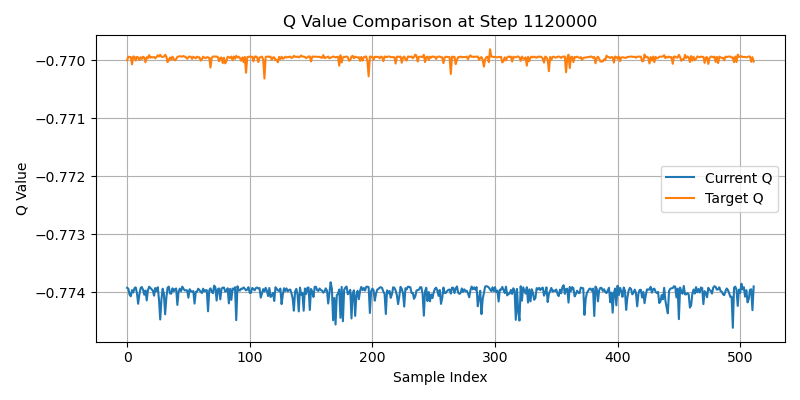 Q Value Comparison at Step 1120000
Q Value
−0.770
−0.771
−0.772
−0.773
−0.774
Current Q
Target Q
0
100
200
300
400
500
Sample Index